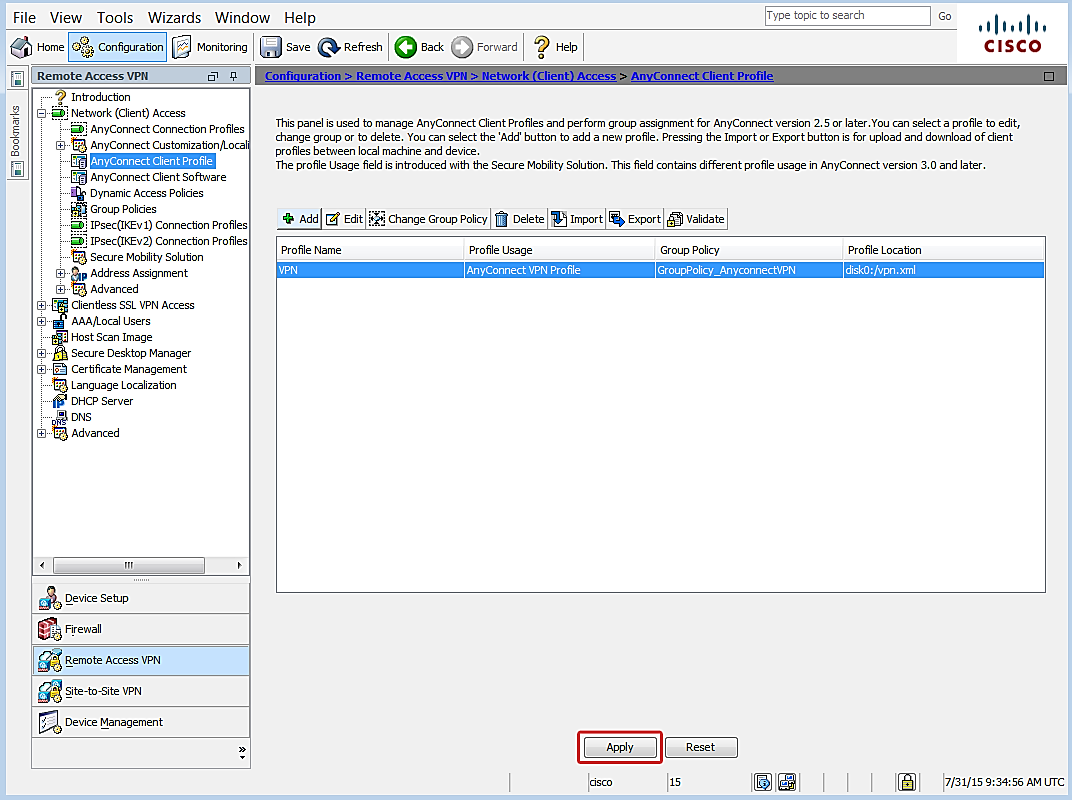 File View Tools Wizards Window Help
Type topic to search
Go
CISCO
Home Configuration Monitoring Save Refresh Back Forward Help
Bookmarks
Remote Access VPN
Introduction
Network (Client) Access
AnyConnect Connection Profiles
AnyConnect Customization/Locali
AnyConnect Client Profile
AnyConnect Client Software
Dynamic Access Policies
Group Policies
IPsec(IKEv1) Connection Profiles
IPsec(IKEv2) Connection Profiles
Secure Mobility Solution
Address Assignment
Advanced
Clientless SSL VPN Access
AAA/Local Users
Host Scan Image
Secure Desktop Manager
Certificate Management
Language Localization
DHCP Server
DNS
Advanced
Device Setup
Firewall
Remote Access VPN
Site-to-Site VPN
Device Management
Configuration > Remote Access VPN > Network (Client) Access > AnyConnect Client Profile
This panel is used to manage AnyConnect Client Profiles and perform group assignment for AnyConnect version 2.5 or later.You can select a profile to edit,
change group or to delete. You can select the 'Add' button to add a new profile. Pressing the Import or Export button is for upload and download of client
profiles between local machine and device.
The profile Usage field is introduced with the Secure Mobility Solution. This field contains different profile usage in AnyConnect version 3.0 and later.
Add Edit Change Group Policy Delete Import Export Validate
Profile Name Profile Usage Group Policy Profile Location
VPN AnyConnect VPN Profile GroupPolicy_AnyconnectVPN disk0:/vpn.xml
Apply Reset
cisco 15 7/31/15 9:34:56 AM UTC